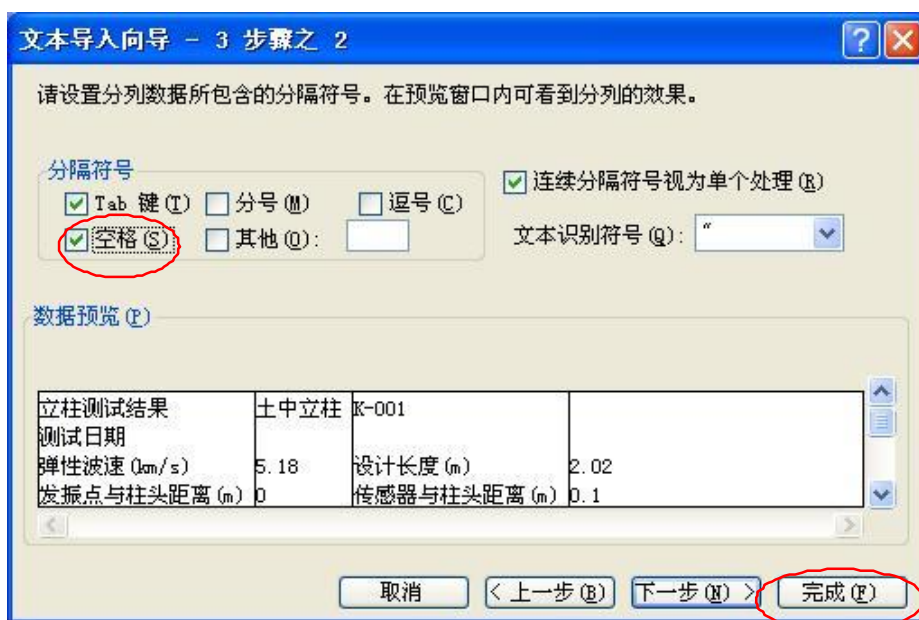 文本导入向导 - 3 步骤之 2
请设置分列数据所包含的分隔符号。在预览窗口内可看到分列的效果。
分隔符号
Tab 键(T) 分号(M) 逗号(C)
空格(S) 其他(O):
连续分隔符号视为单个处理(R)
文本识别符号(Q): "
数据预览(P)
立柱测试结果 土中立柱 K-001
测试日期
弹性波速(km/s) 5.18 设计长度(m) 2.02
发振点与柱头距离(m) 0 传感器与柱头距离(m) 0.1
取消 < 上一步(B) 下一步(N) > 完成(F)